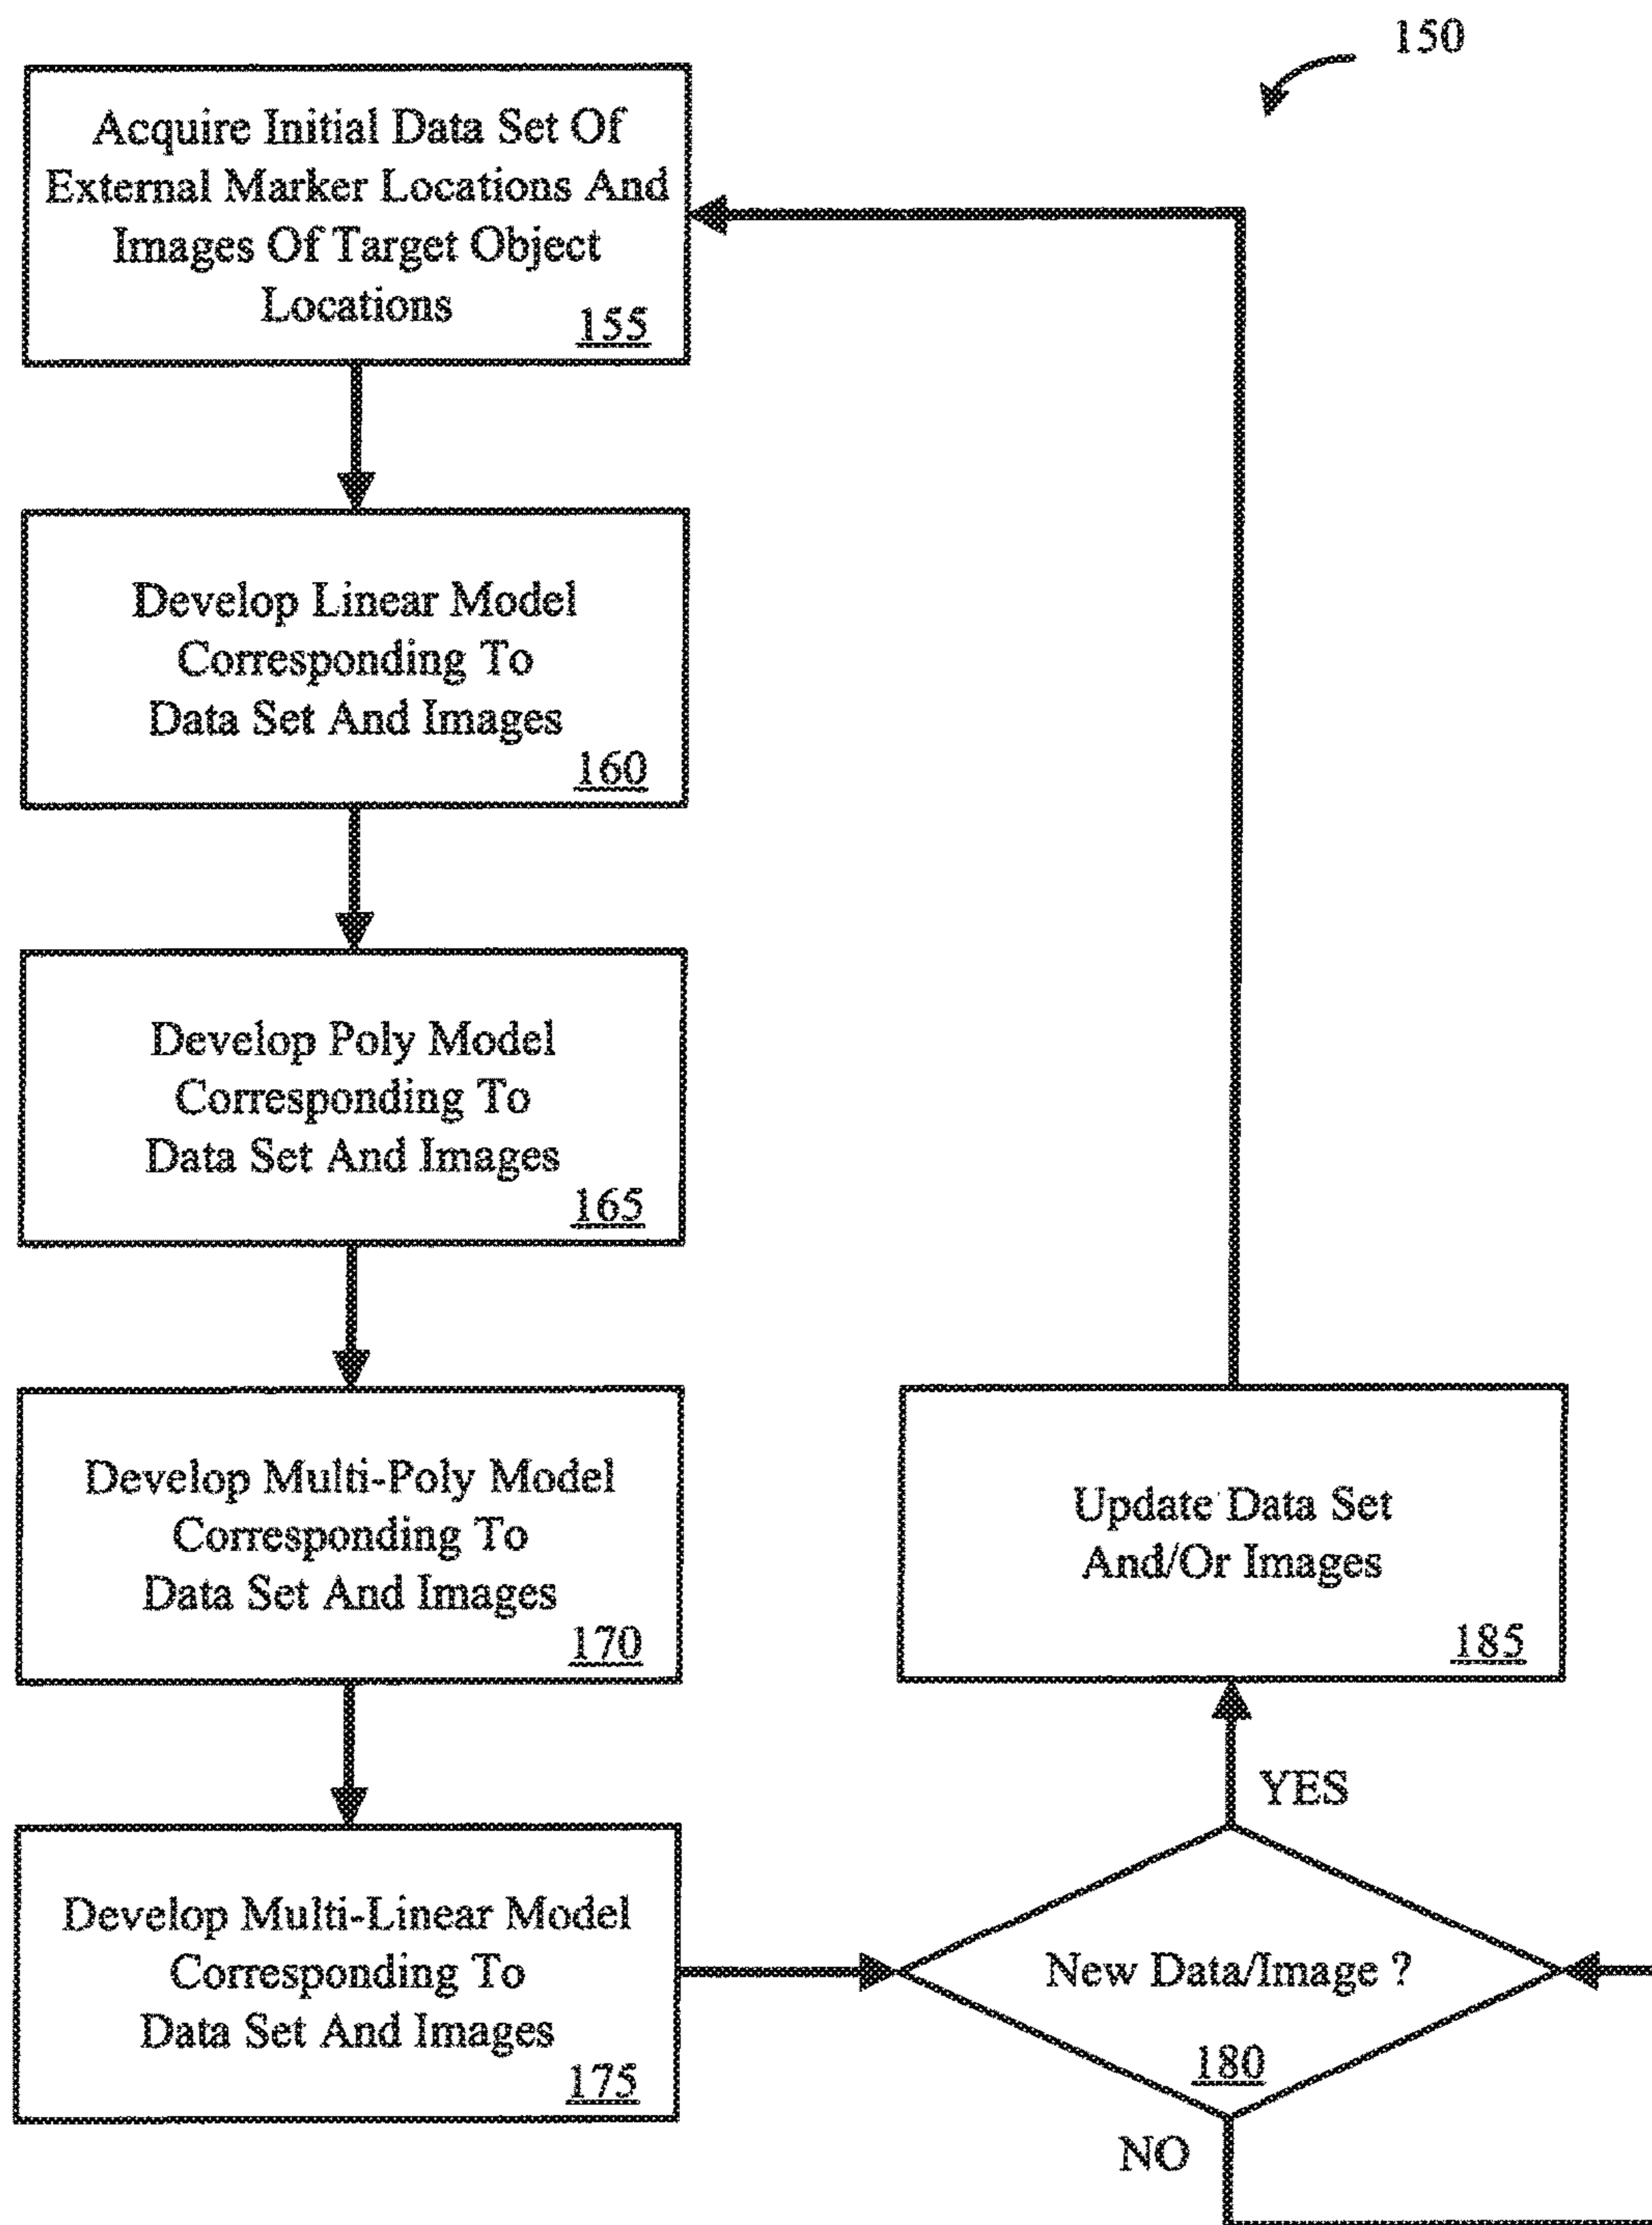 150
Acquire Initial Data Set Of
External Marker Locations And
Images Of Target Object
Locations
155
Develop Linear Model
Corresponding To
Data Set And Images
160
Develop Poly Model
Corresponding To
Data Set And Images
165
Develop Multi-Poly Model
Corresponding To
Data Set And Images
170
Develop Multi-Linear Model
Corresponding To
Data Set And Images
175
Update Data Set
And/Or Images
185
YES
New Data/Image ?
180
NO